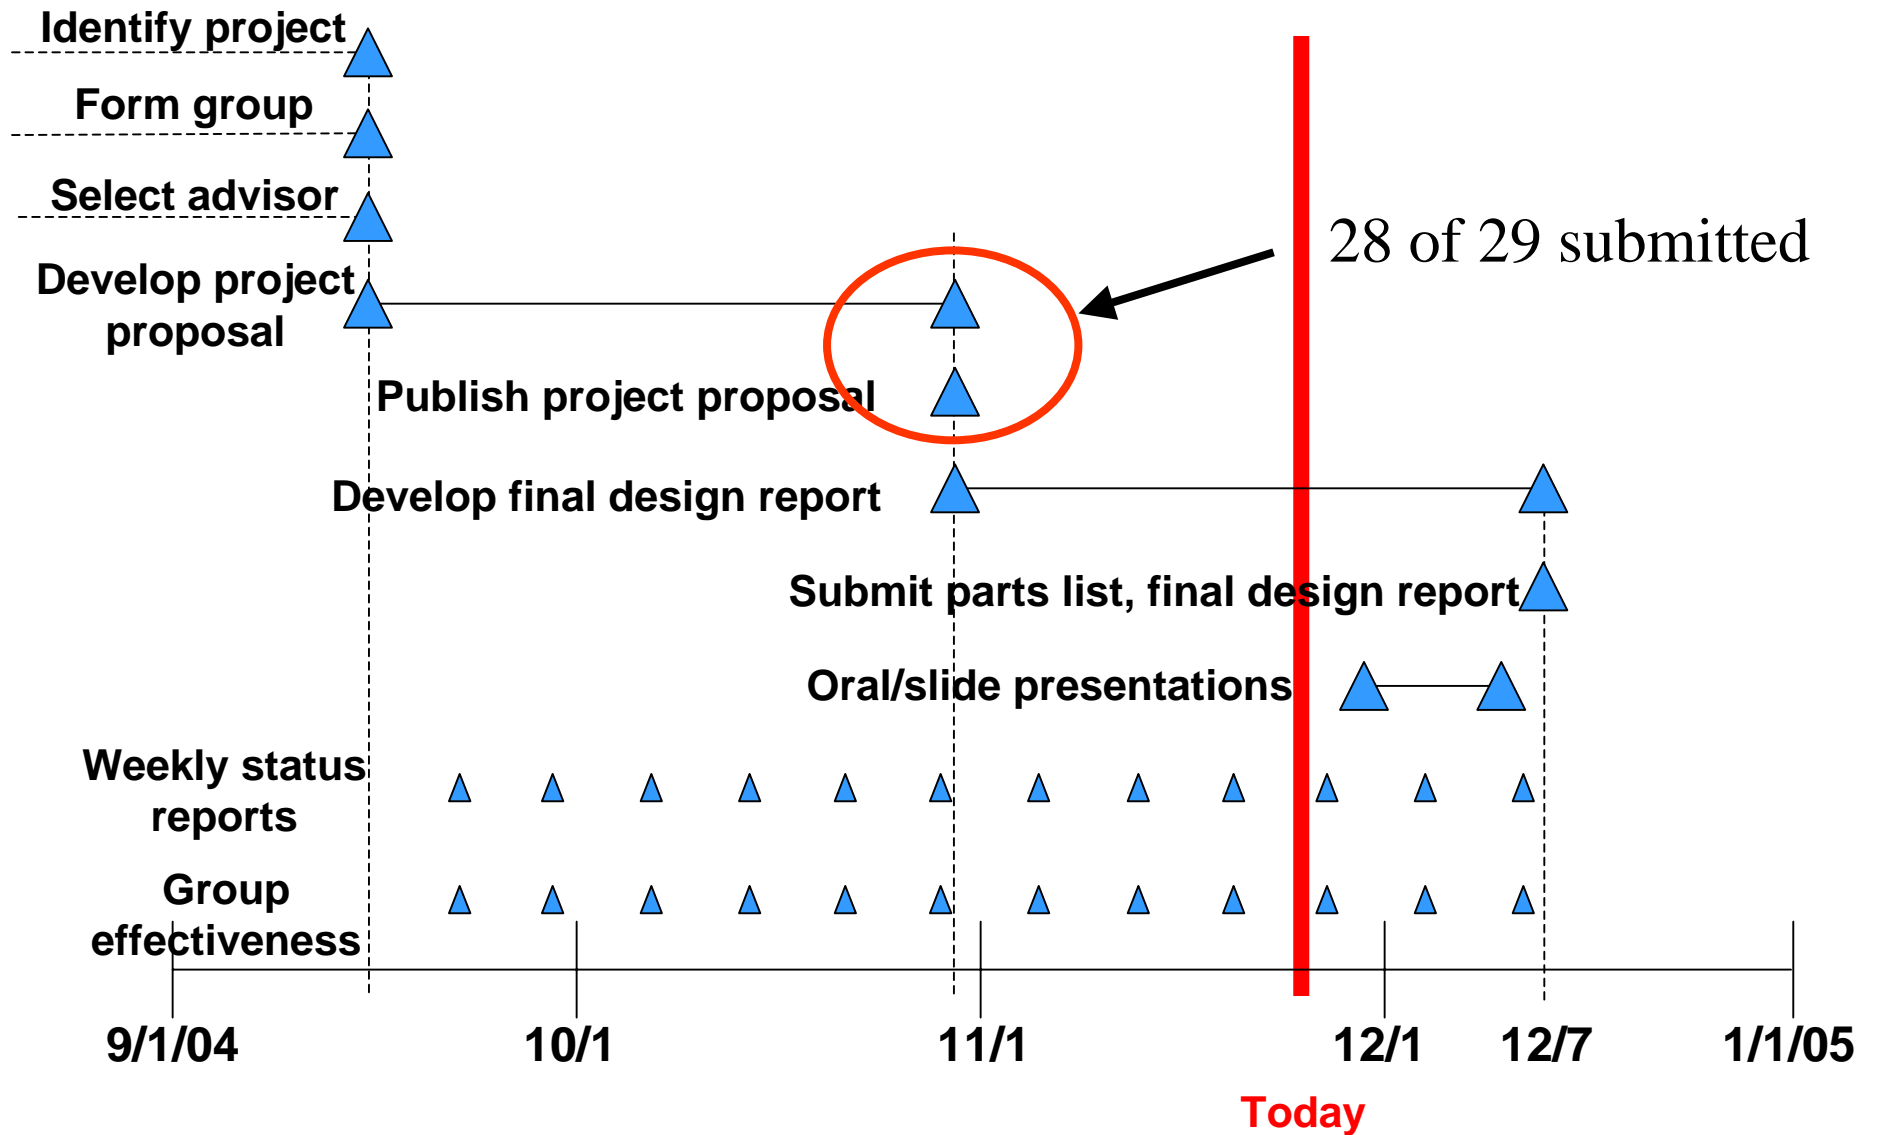 Identify project
Form group
Select advisor
28 of 29 submitted
Develop project
proposal
Publish project proposal
Develop final design report
Submit parts list, final design report
Oral/slide presentations
Weekly status
reports
Group
effectiveness
9/1/04 10/1 11/1 12/1 12/7 1/1/05
Today